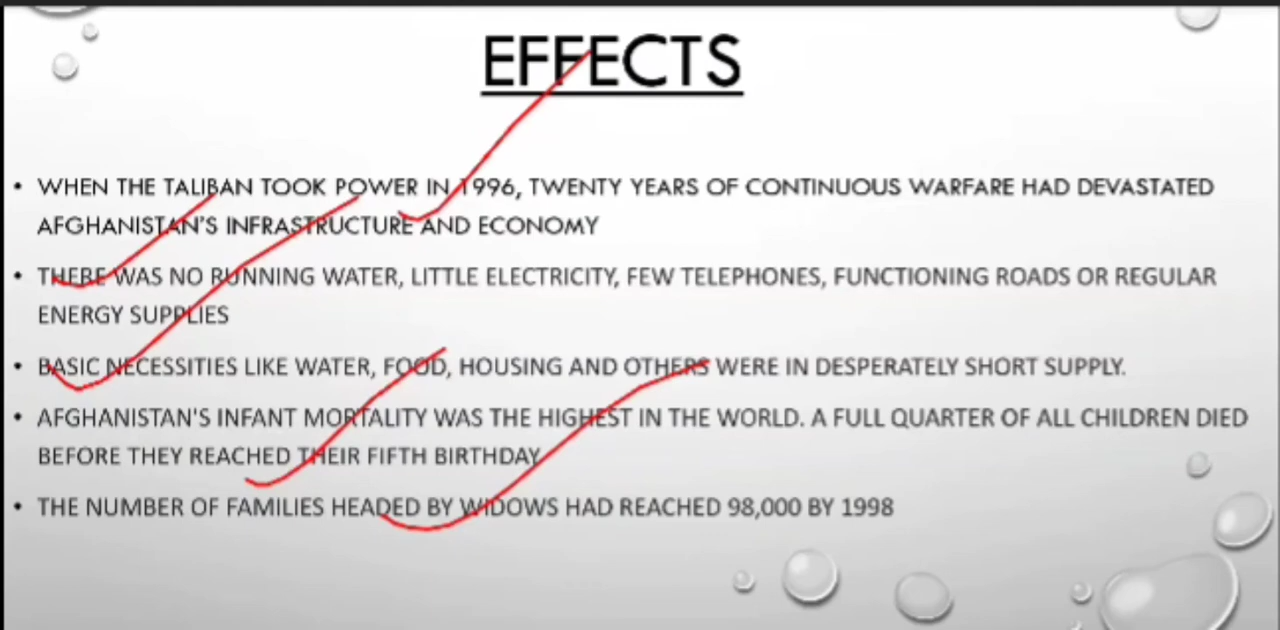 EFFECTS
• WHEN THE TALIBAN TOOK POWER IN 1996, TWENTY YEARS OF CONTINUOUS WARFARE HAD DEVASTATED
AFGHANISTAN'S INFRASTRUCTURE AND ECONOMY
• THERE WAS NO RUNNING WATER, LITTLE ELECTRICITY, FEW TELEPHONES, FUNCTIONING ROADS OR REGULAR
ENERGY SUPPLIES
• BASIC NECESSITIES LIKE WATER, FOOD, HOUSING AND OTHERS WERE IN DESPERATELY SHORT SUPPLY.
• AFGHANISTAN'S INFANT MORTALITY WAS THE HIGHEST IN THE WORLD. A FULL QUARTER OF ALL CHILDREN DIED
BEFORE THEY REACHED THEIR FIFTH BIRTHDAY
• THE NUMBER OF FAMILIES HEADED BY WIDOWS HAD REACHED 98,000 BY 1998